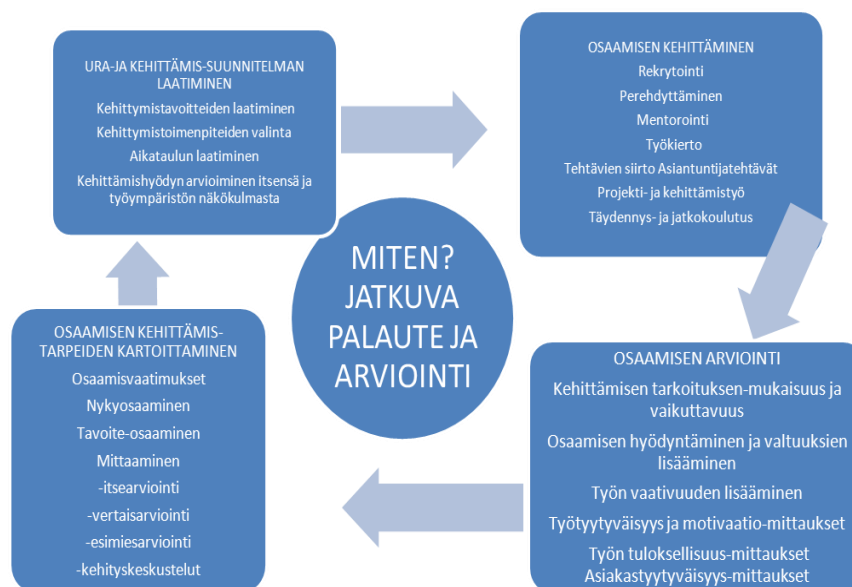 URA-JA KEHITTÄMIS-SUUNNITELMAN
LAATIMINEN
Kehittymistavoitteiden laatiminen
Kehittymistoimenpiteiden valinta
Aikataulun laatiminen
Kehittämishyödyn arvioiminen itsensä ja
työympäristön näkökulmasta
OSAAMISEN KEHITTÄMINEN
Rekrytointi
Perehdyttäminen
Mentorointi
Työkierto
Tehtävien siirto Asiantuntijatehtävät
Projekti- ja kehittämistyö
Täydennys- ja jatkokoulutus
MITEN?
JATKUVA
PALAUTE JA
ARVIOINTI
OSAAMISEN KEHITTÄMIS-
TARPEIDEN KARTOITTAMINEN
Osaamisvaatimukset
Nykyosaaminen
Tavoite-osaaminen
Mittaaminen
-itsearviointi
-vertaisarviointi
-esimiesarviointi
-kehityskeskustelut
OSAAMISEN ARVIOINTI
Kehittämisen tarkoituksen-mukaisuus ja
vaikuttavuus
Osaamisen hyödyntäminen ja valtuuksien
lisääminen
Työn vaativuuden lisääminen
Työtyytyväisyys ja motivaatio-mittaukset
Työn tuloksellisuus-mittaukset
Asiakastyytyväisyys-mittaukset